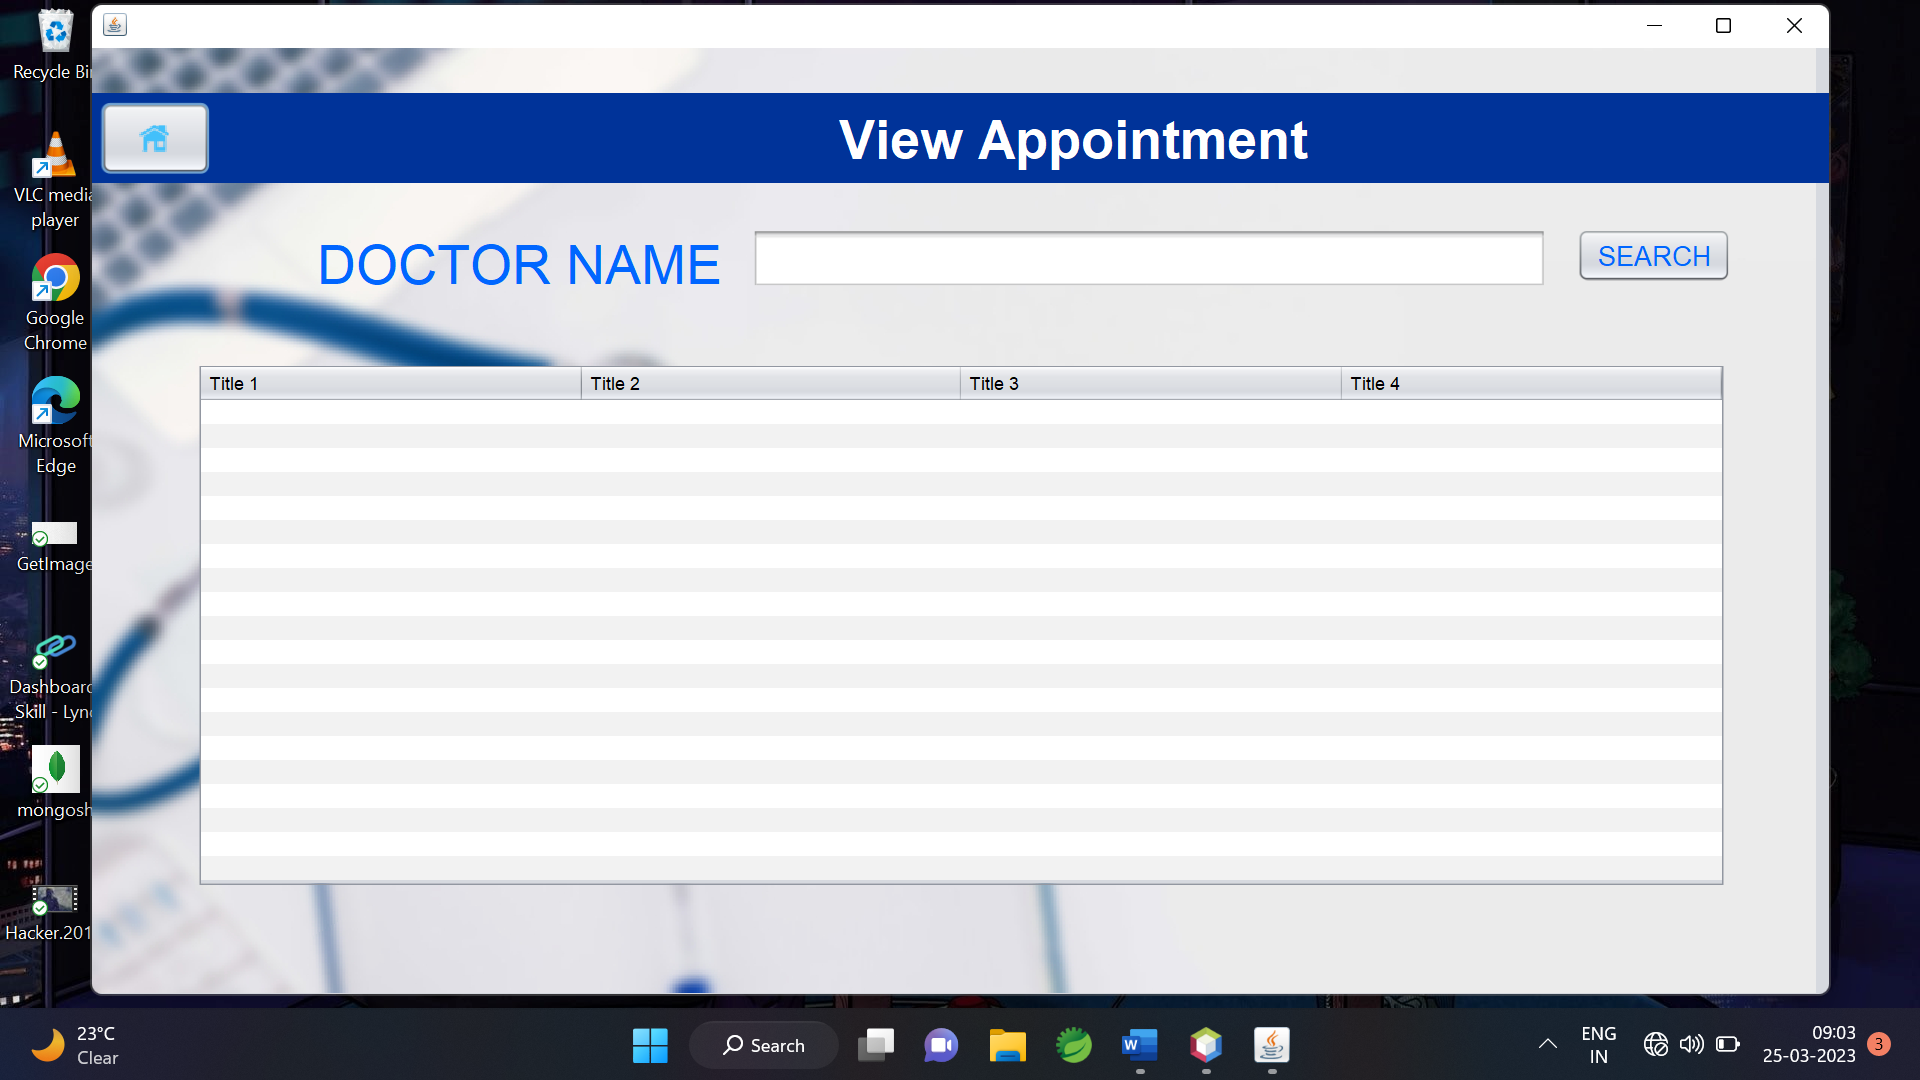 Recycle Bi
VLC media
player
Google
Chrome
Microsoft
Edge
GetImage
Dashboard
Skill - Lync
mongosh
Hacker.201
View Appointment
DOCTOR NAME
SEARCH
Title 1 Title 2 Title 3 Title 4
23°C
Clear
Search
W
ENG
IN
09:03
25-03-2023
3